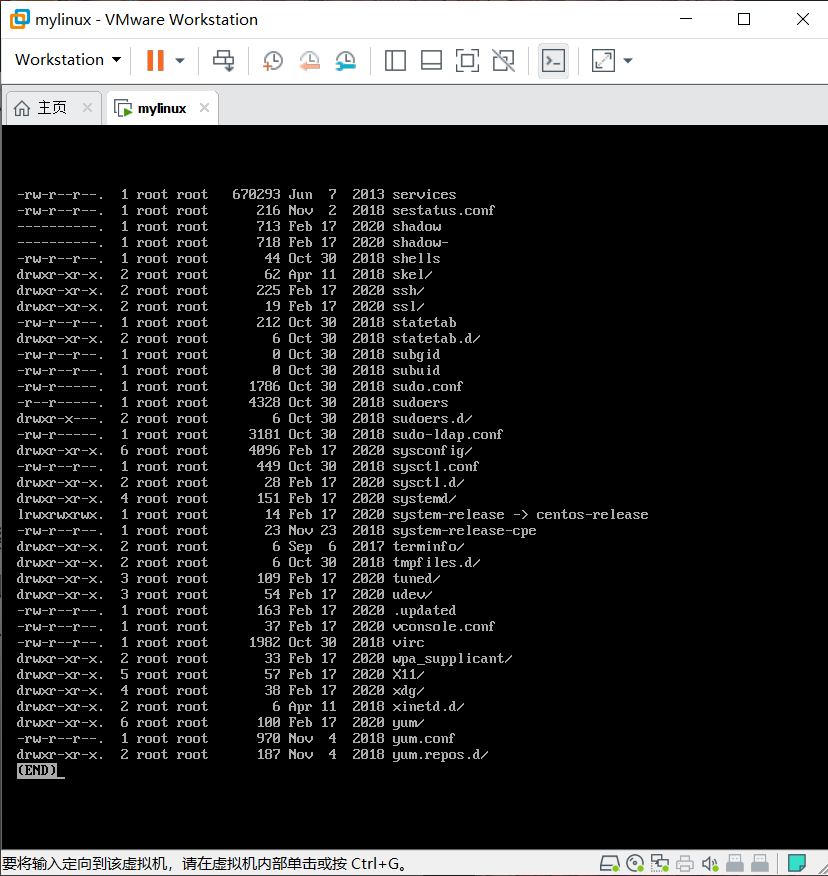 mylinux - VMware Workstation
Workstation
主页
mylinux
-rw-r--r--. 1 root root 670293 Jun 7 2013 services
-rw-r--r--. 1 root root 216 Nov 2 2018 sestatus.conf
----------. 1 root root 713 Feb 17 2020 shadow
----------. 1 root root 718 Feb 17 2020 shadow-
-rw-r--r--. 1 root root 44 Oct 30 2018 shells
drwxr-xr-x. 2 root root 62 Apr 11 2018 skel/
drwxr-xr-x. 2 root root 225 Feb 17 2020 ssh/
drwxr-xr-x. 2 root root 19 Feb 17 2020 ssl/
-rw-r--r--. 1 root root 212 Oct 30 2018 statetab
drwxr-xr-x. 2 root root 6 Oct 30 2018 statetab.d/
-rw-r--r--. 1 root root 0 Oct 30 2018 subgid
-rw-r--r--. 1 root root 0 Oct 30 2018 subuid
-rw-r-----. 1 root root 1786 Oct 30 2018 sudo.conf
-r--r-----. 1 root root 4328 Oct 30 2018 sudoers
drwxr-x---. 2 root root 6 Oct 30 2018 sudoers.d/
-rw-r-----. 1 root root 3181 Oct 30 2018 sudo-ldap.conf
drwxr-xr-x. 6 root root 4096 Feb 17 2020 sysconfig/
-rw-r--r--. 1 root root 449 Oct 30 2018 sysctl.conf
drwxr-xr-x. 2 root root 28 Feb 17 2020 sysctl.d/
drwxr-xr-x. 4 root root 151 Feb 17 2020 systemd/
lrwxrwxrwx. 1 root root 14 Feb 17 2020 system-release -> centos-release
-rw-r--r--. 1 root root 23 Nov 23 2018 system-release-cpe
drwxr-xr-x. 2 root root 6 Sep 6 2017 terminfo/
drwxr-xr-x. 2 root root 6 Oct 30 2018 tmpfiles.d/
drwxr-xr-x. 3 root root 109 Feb 17 2020 tuned/
drwxr-xr-x. 3 root root 54 Feb 17 2020 udev/
-rw-r--r--. 1 root root 163 Feb 17 2020 .updated
-rw-r--r--. 1 root root 37 Feb 17 2020 vconsole.conf
-rw-r--r--. 1 root root 1982 Oct 30 2018 virc
drwxr-xr-x. 2 root root 33 Feb 17 2020 wpa_supplicant/
drwxr-xr-x. 5 root root 57 Feb 17 2020 X11/
drwxr-xr-x. 4 root root 38 Feb 17 2020 xdg/
drwxr-xr-x. 2 root root 6 Apr 11 2018 xinetd.d/
drwxr-xr-x. 6 root root 100 Feb 17 2020 yum/
-rw-r--r--. 1 root root 970 Nov 4 2018 yum.conf
drwxr-xr-x. 2 root root 187 Nov 4 2018 yum.repos.d/
(END)_
要将输入定向到该虚拟机，请在虚拟机内部单击或按 Ctrl+G。